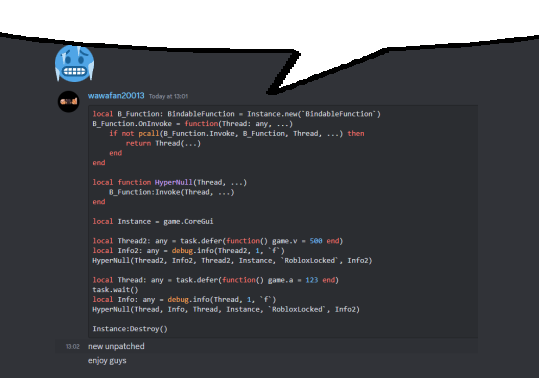 wawafan20013 Today at 13:01
local B_Function: BindableFunction = Instance.new(`BindableFunction`)
B_Function.OnInvoke = function(Thread: any, ...)
    if not pcall(B_Function.Invoke, B_Function, Thread, ...) then
        return Thread(...)
    end
end

local function HyperNull(Thread, ...)
    B_Function:Invoke(Thread, ...)
end

local Instance = game.CoreGui

local Thread2: any = task.defer(function() game.v = 500 end)
local Info2: any = debug.info(Thread2, 1, `f`)
HyperNull(Thread2, Info2, Thread2, Instance, `RobloxLocked`, Info2)

local Thread: any = task.defer(function() game.a = 123 end)
task.wait()
local Info: any = debug.info(Thread, 1, `f`)
HyperNull(Thread, Info, Thread, Instance, `RobloxLocked`, Info2)

Instance:Destroy()
13:02 new unpatched
enjoy guys